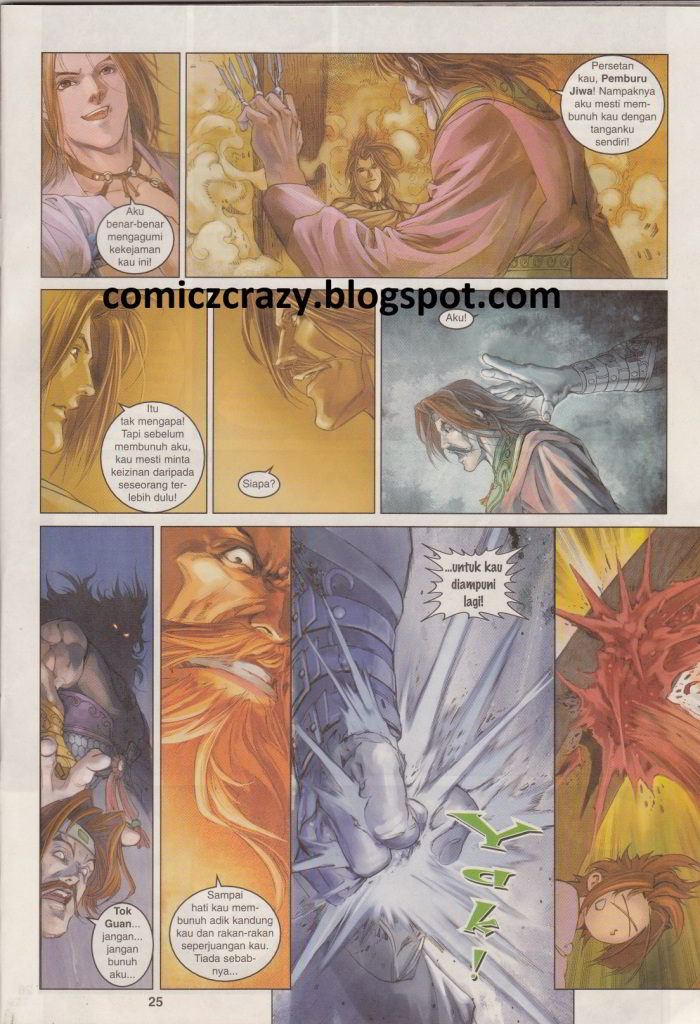 Aku
benar-benar
mengagumi
kekejaman
kau ini!
Persetan
kau, Pemburu
Jiwa! Nampaknya
aku mesti mem-
bunuh kau dengan
tanganku
sendiri!
comiczcrazy.blogspot.com
Itu
tak mengapa!
Tapi sebelum
membunuh aku,
kau mesti minta
keizinan daripada
seseorang ter-
lebih dulu!
Siapa?
Aku!
Tok
Guan...
jangan...
jangan
bunuh
aku...
Sampai
hati kau mem-
bunuh adik kandung
kau dan rakan-rakan
seperjuangan kau.
Tiada sebab-
nya...
...untuk kau
diampuni
lagi!
Yak!
25